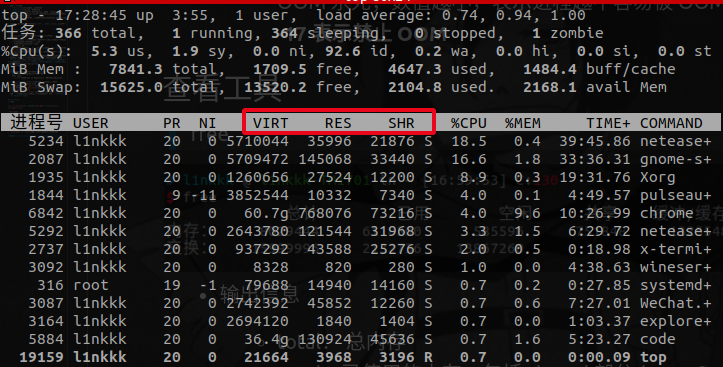 top - 17:28:45 up  3:55,  1 user,  load average: 0.74, 0.94, 1.00
任务: 366 total,   1 running, 364 sleeping,   0 stopped,   1 zombie
%Cpu(s):  5.3 us,  1.9 sy,  0.0 ni, 92.6 id,  0.2 wa,  0.0 hi,  0.0 si,  0.0 st
MiB Mem :   7841.3 total,   1709.5 free,   4647.3 used,   1484.4 buff/cache
MiB Swap:  15625.0 total,  13520.2 free,   2104.8 used.   2168.1 avail Mem
查看工具
进程号 USER      PR  NI    VIRT    RES    SHR    %CPU  %MEM     TIME+ COMMAND
5234 l1nkkk    20   0 5710044  35996  21876 S  18.5   0.4  39:45.86 netease+
2087 l1nkkk    20   0 5709472 145068  33440 S  16.6   1.8  33:36.31 gnome-s+
1935 l1nkkk    20   0 1260656  27524  12200 S   8.9   0.3  19:31.76 Xorg
1844 l1nkkk     9 -11 3852544  10332   7340 S   4.3   0.1   4:49.57 pulseau+
6842 l1nkkk    20   0   60.7g 768076  73216 S   4.0   9.6  10:26.99 chrome
5292 l1nkkk    20   0 2643780 121544  31968 S   3.3   1.5   6:29.72 netease+
2737 l1nkkk    20   0  937292  43588  25276 S   2.0   0.5   0:18.98 x-termi+
3092 l1nkkk    20   0    8328    820    280 S   1.0   0.0   4:38.63 wineser+
316 root      19  -1   79688  14940  14160 S   0.7   0.2   0:27.85 systemd+
3087 l1nkkk    20   0 2742392  45852  12260 S   0.7   0.6   7:27.01 WeChat.+
3164 l1nkkk    20   0 2694120   1840   1404 S   0.7   0.0   1:03.37 explore+
5884 l1nkkk    20   0   36.4g 130924  45636 S   0.7   1.6   5:23.27 code
19159 l1nkkk    20   0   21664   3968   3196 R   0.7   0.0   0:00.09 top